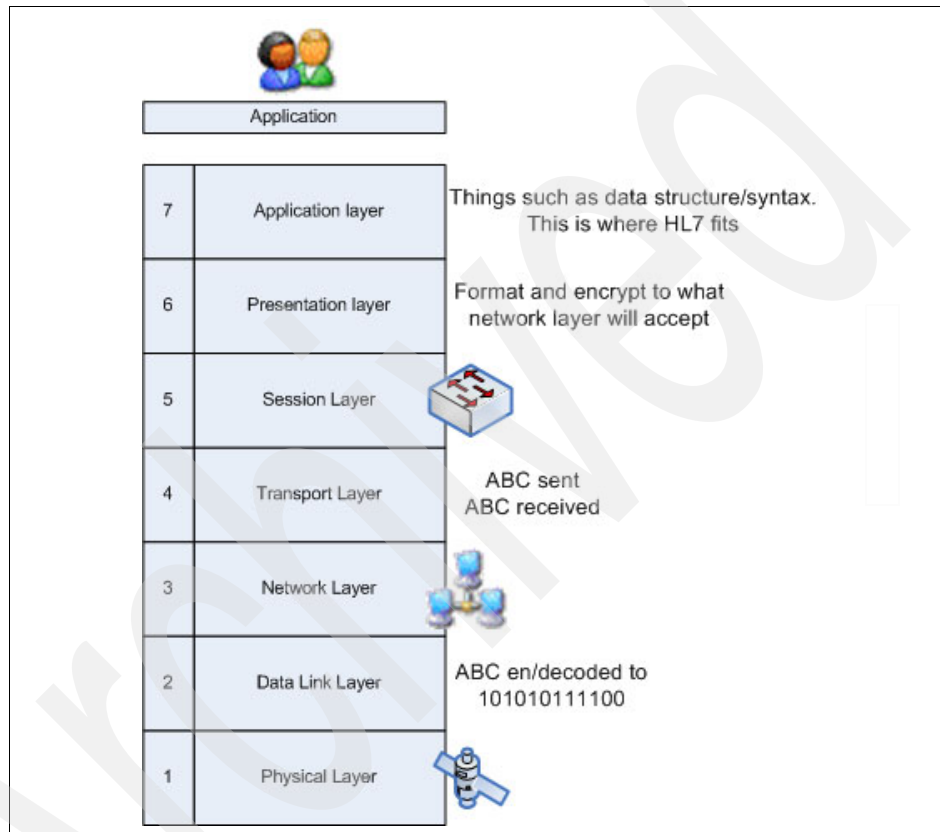 Application
7
Application layer
Things such as data structure/syntax.
This is where HL7 fits
6
Presentation layer
Format and encrypt to what
network layer will accept
5
Session Layer
4
Transport Layer
ABC sent
ABC received
3
Network Layer
2
Data Link Layer
ABC en/decoded to
101010111100
1
Physical Layer
Archived